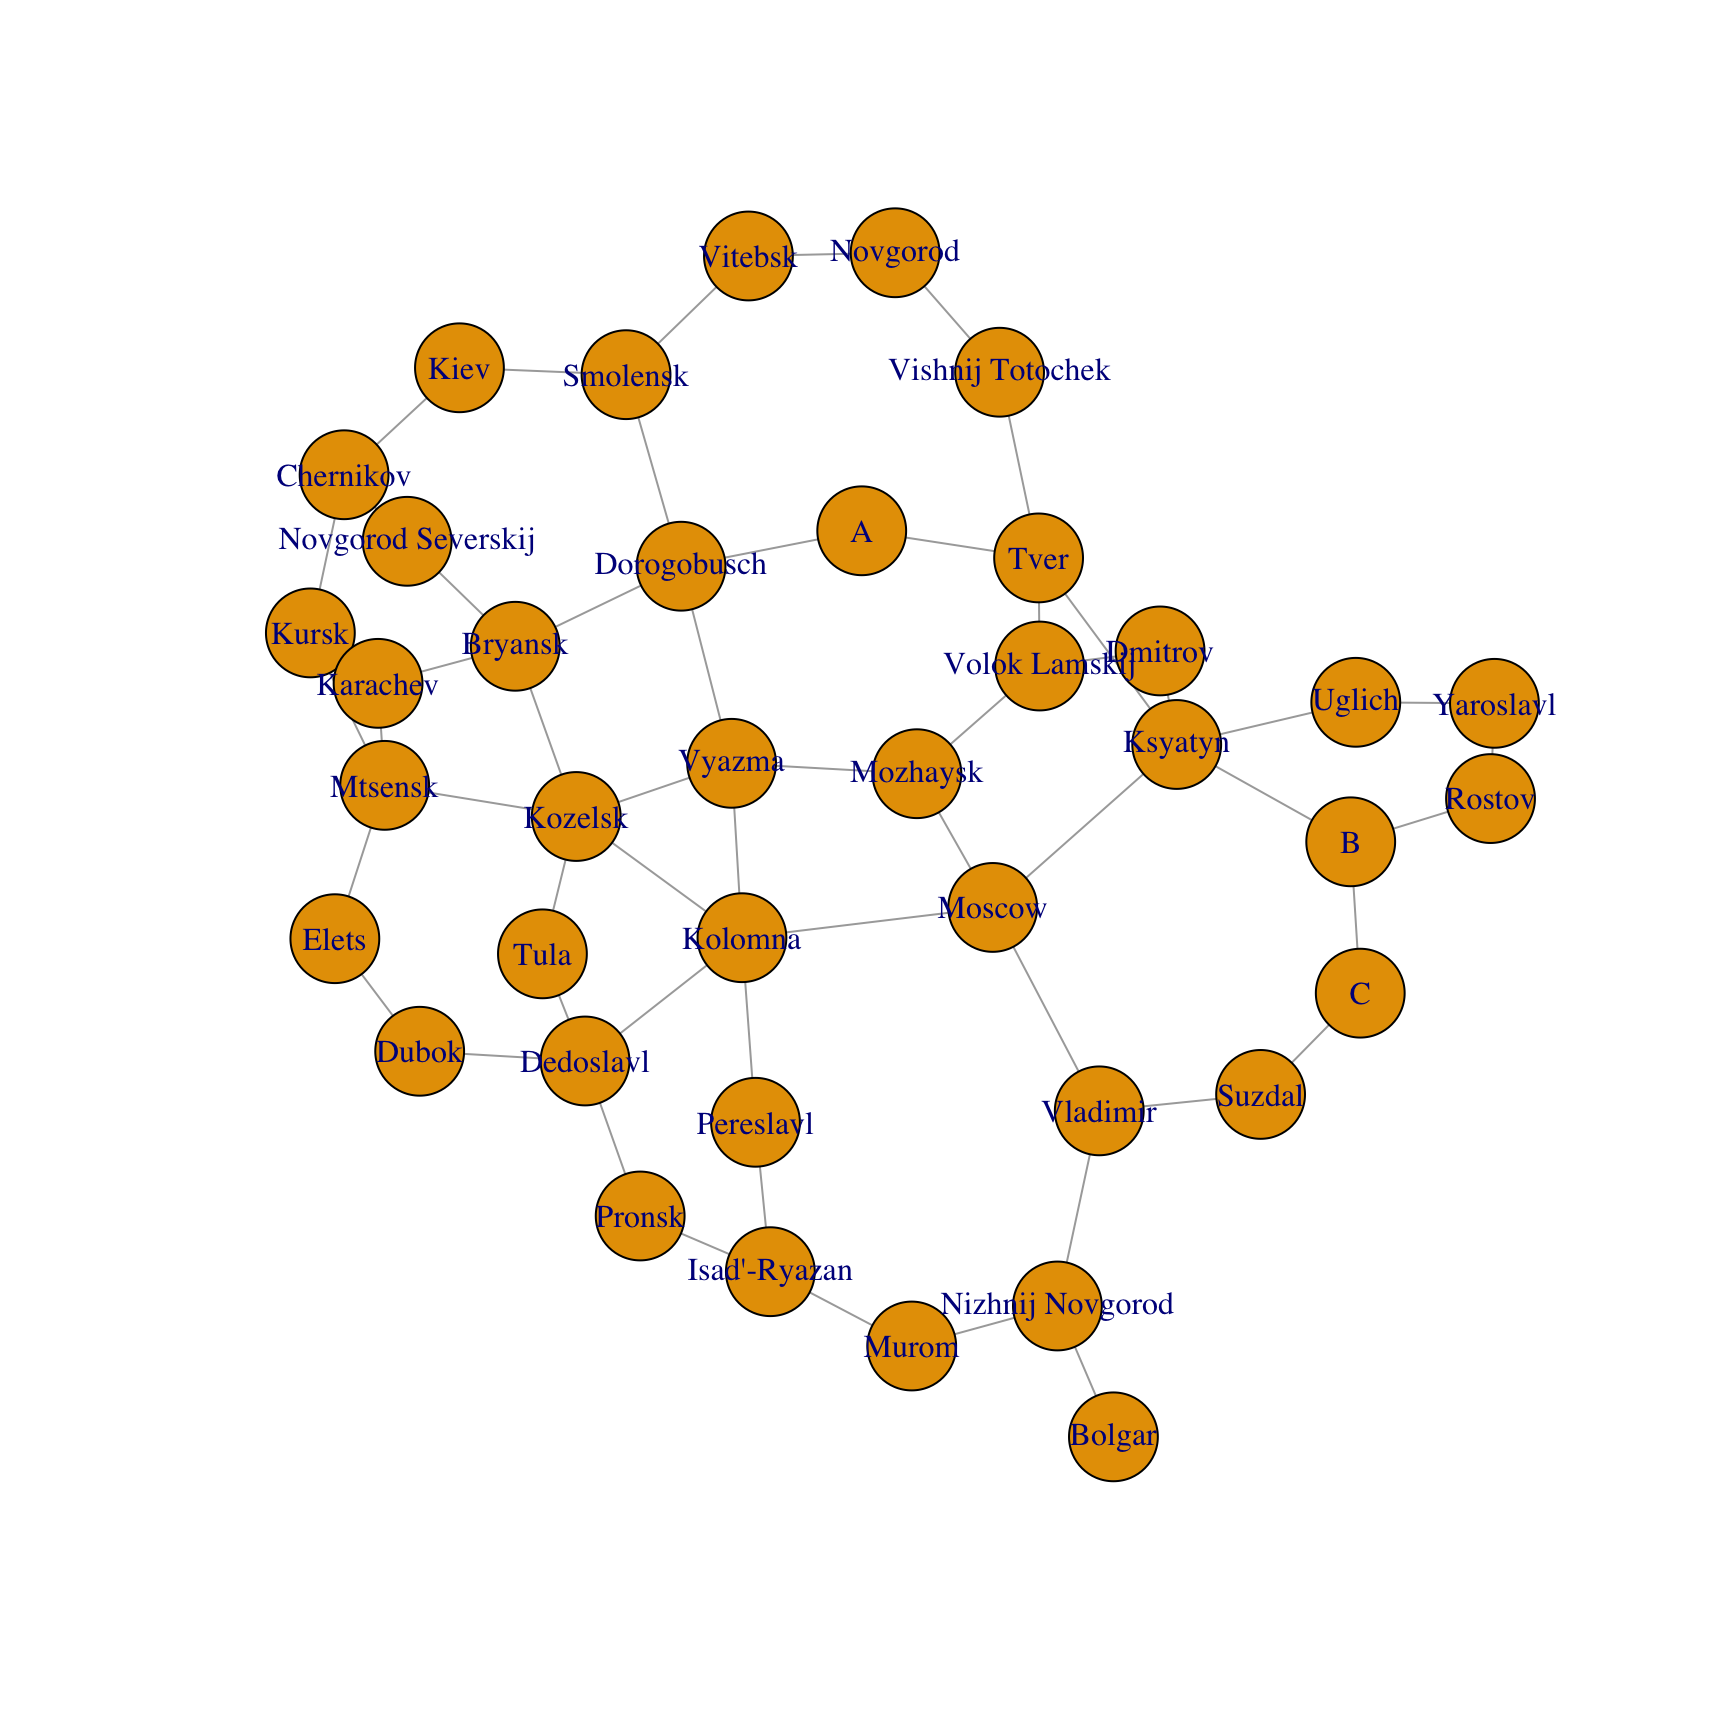 Vitebsk
Novgorod
Kiev
Smolensk
Vishnij Totochek
Chernikov
Novgorod Severskij
A
Dorogobusch
Tver
Kursk
Bryansk
Karachev
Volok Lamskij
Dmitrov
Uglich
Yaroslavl
Ksyatyn
Vyazma
Mozhaysk
Mtsensk
Kozelsk
Rostov
B
Moscow
Elets
Tula
Kolomna
C
Dubok
Dedoslavl
Pereslavl
Vladimir
Suzdal
Pronsk
Isad'-Ryazan
Nizhnij Novgorod
Murom
Bolgar